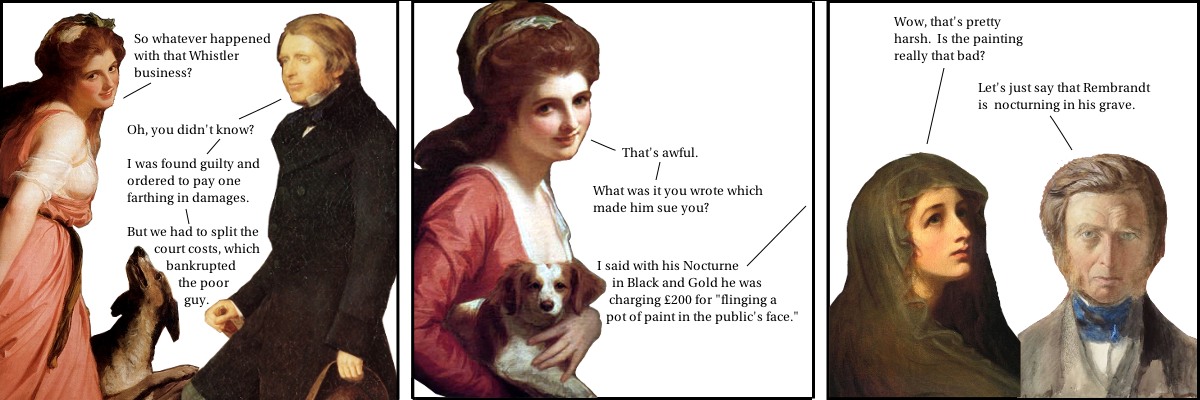 So whatever happened
with that Whistler
business?
Oh, you didn't know?
I was found guilty and
ordered to pay one
farthing in damages.
But we had to split the
court costs, which
bankrupted
the poor
guy.
That's awful.
What was it you wrote which
made him sue you?
I said with his Nocturne
in Black and Gold he was
charging £200 for "flinging a
pot of paint in the public's face."
Wow, that's pretty
harsh. Is the painting
really that bad?
Let's just say that Rembrandt
is nocturning in his grave.